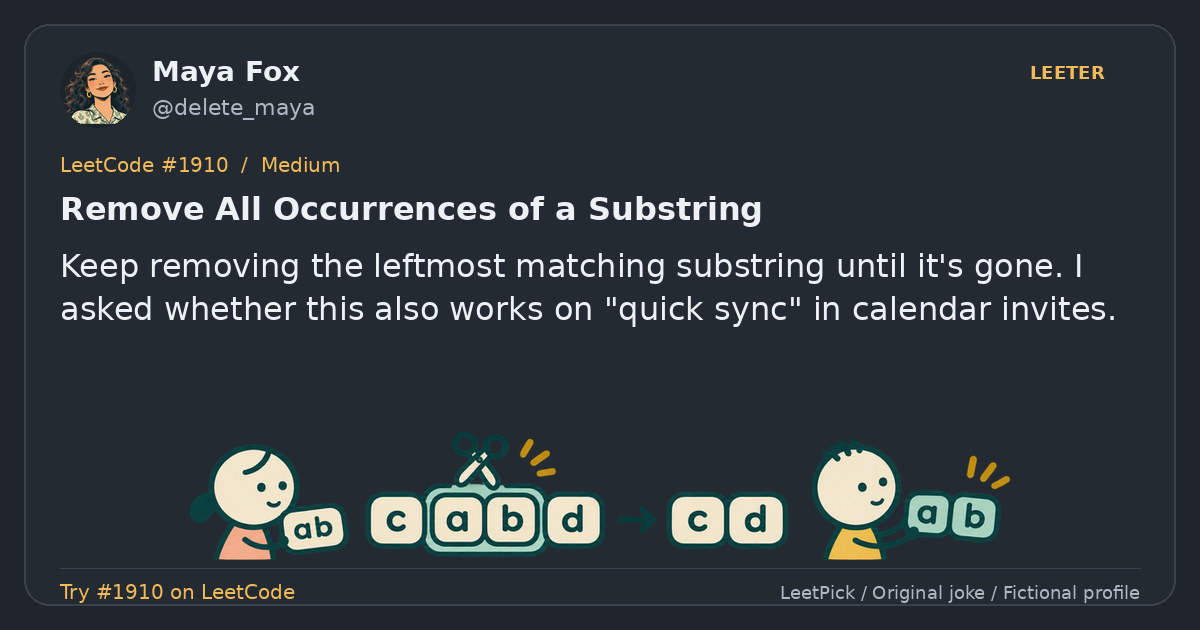 Maya Fox
@delete_maya
LEETER
LeetCode #1910 / Medium
Remove All Occurrences of a Substring
Keep removing the leftmost matching substring until it's gone. I
asked whether this also works on "quick sync" in calendar invites.
ab
c a b d
c d
a b
Try #1910 on LeetCode
LeetPick / Original joke / Fictional profile